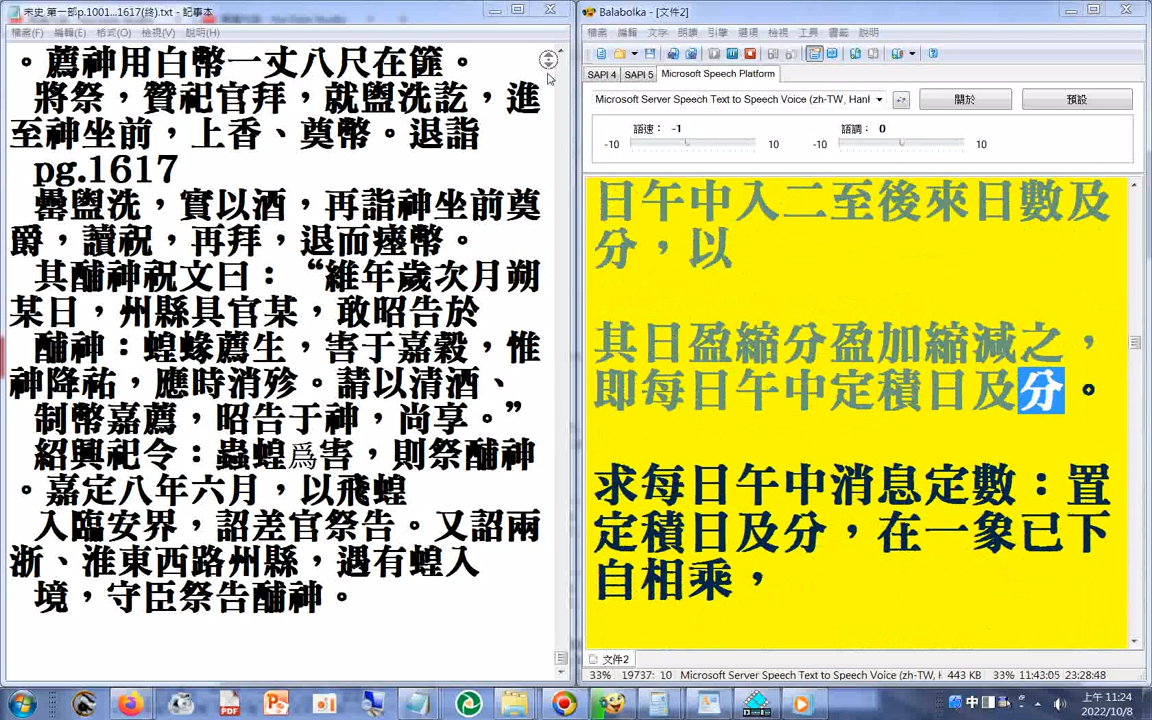 宋史 第一部p.1001...1617(终).txt - 記事本
檔案(F) 編輯(E) 格式(O) 檢視(V) 說明(H)
。薦神用白幣一丈八尺在篚。
將祭，贊祀官拜，就盥洗訖，進
至神坐前，上香、奠幣。退詣
pg.1617
罍盥洗，實以酒，再詣神坐前奠
爵，讀祝，再拜，退而瘞幣。
其酺神祝文曰：“維年歲次月朔
某日，州縣具官某，敢昭告於
酺神：蝗蝝薦生，害于嘉穀，惟
神降祐，應時消殄。請以清酒、
制幣嘉薦，昭告于神，尚享。”
紹興祀令：蟲蝗爲害，則祭酺神
。嘉定八年六月，以飛蝗
入臨安界，詔差官祭告。又詔兩
浙、淮東西路州縣，遇有蝗入
境，守臣祭告酺神。
Balabolka - [文件2]
檔案 編輯 文字 朗讀 引擎 選項 檢視 工具 書籤 說明
SAPI 4 SAPI 5 Microsoft Speech Platform
Microsoft Server Speech Text to Speech Voice (zh-TW, Hanl
關於
預設
語速： -1
語調： 0
-10 10 -10 10
日午中入二至後來日數及
分，以
其日盈縮分盈加縮減之，
即每日午中定積日及分。
求每日午中消息定數：置
定積日及分，在一象已下
自相乘，
文件2
33% 19737: 10 Microsoft Server Speech Text to Speech Voice (zh-TW, H 443 KB 33% 11:43:05 23:28:48
中
上午 11:24
2022/10/8